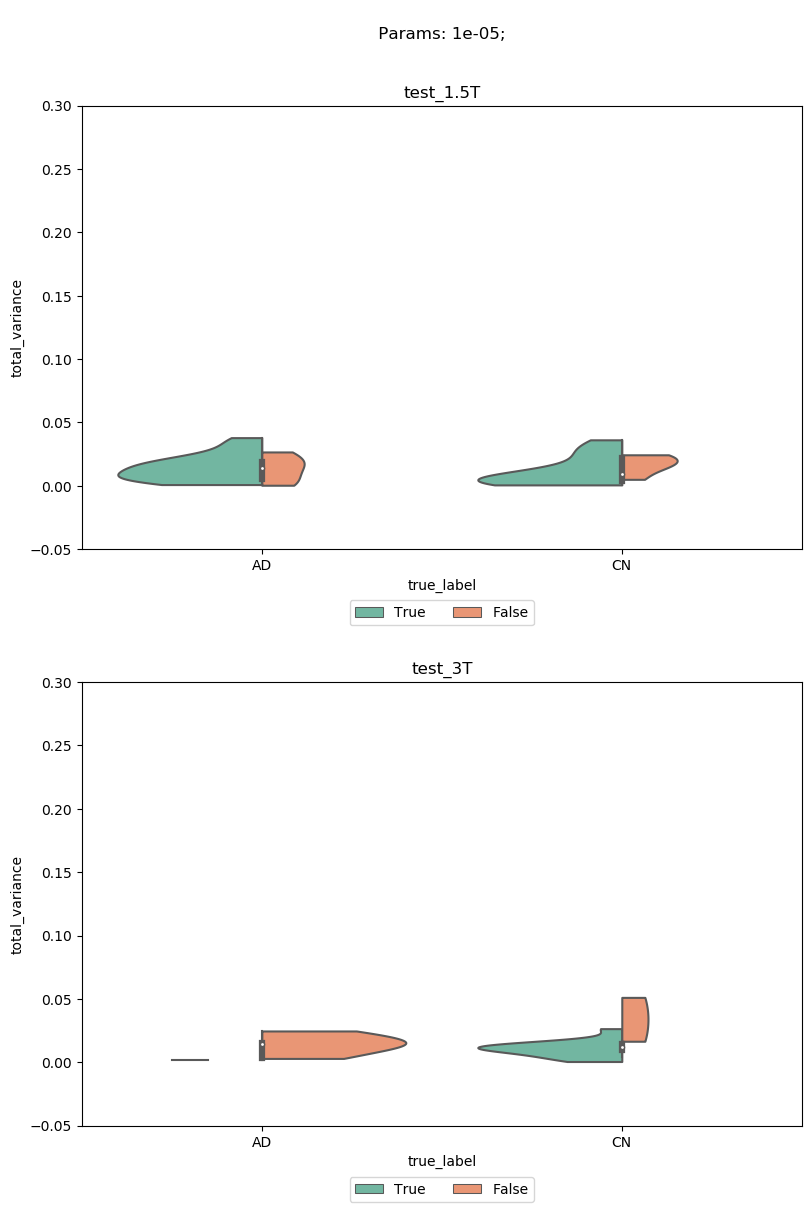 Params: 1e-05;
test_1.5T
0.30
0.25
0.20
0.15
0.10
0.05
0.00
−0.05
total_variance
AD CN
true_label
True False
test_3T
0.30
0.25
0.20
0.15
0.10
0.05
0.00
−0.05
total_variance
AD CN
true_label
True False